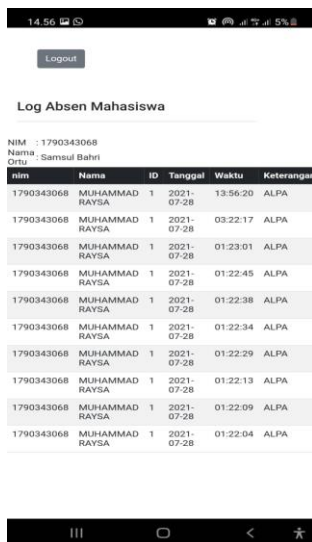 14.56 5%
Logout
Log Absen Mahasiswa
NIM : 1790343068
Nama Ortu : Samsul Bahri
nim Nama ID Tanggal Waktu Keterangan
1790343068 MUHAMMAD RAYSA 1 2021-07-28 13:56:20 ALPA
1790343068 MUHAMMAD RAYSA 1 2021-07-28 03:22:17 ALPA
1790343068 MUHAMMAD RAYSA 1 2021-07-28 01:23:01 ALPA
1790343068 MUHAMMAD RAYSA 1 2021-07-28 01:22:45 ALPA
1790343068 MUHAMMAD RAYSA 1 2021-07-28 01:22:38 ALPA
1790343068 MUHAMMAD RAYSA 1 2021-07-28 01:22:34 ALPA
1790343068 MUHAMMAD RAYSA 1 2021-07-28 01:22:29 ALPA
1790343068 MUHAMMAD RAYSA 1 2021-07-28 01:22:13 ALPA
1790343068 MUHAMMAD RAYSA 1 2021-07-28 01:22:09 ALPA
1790343068 MUHAMMAD RAYSA 1 2021-07-28 01:22:04 ALPA